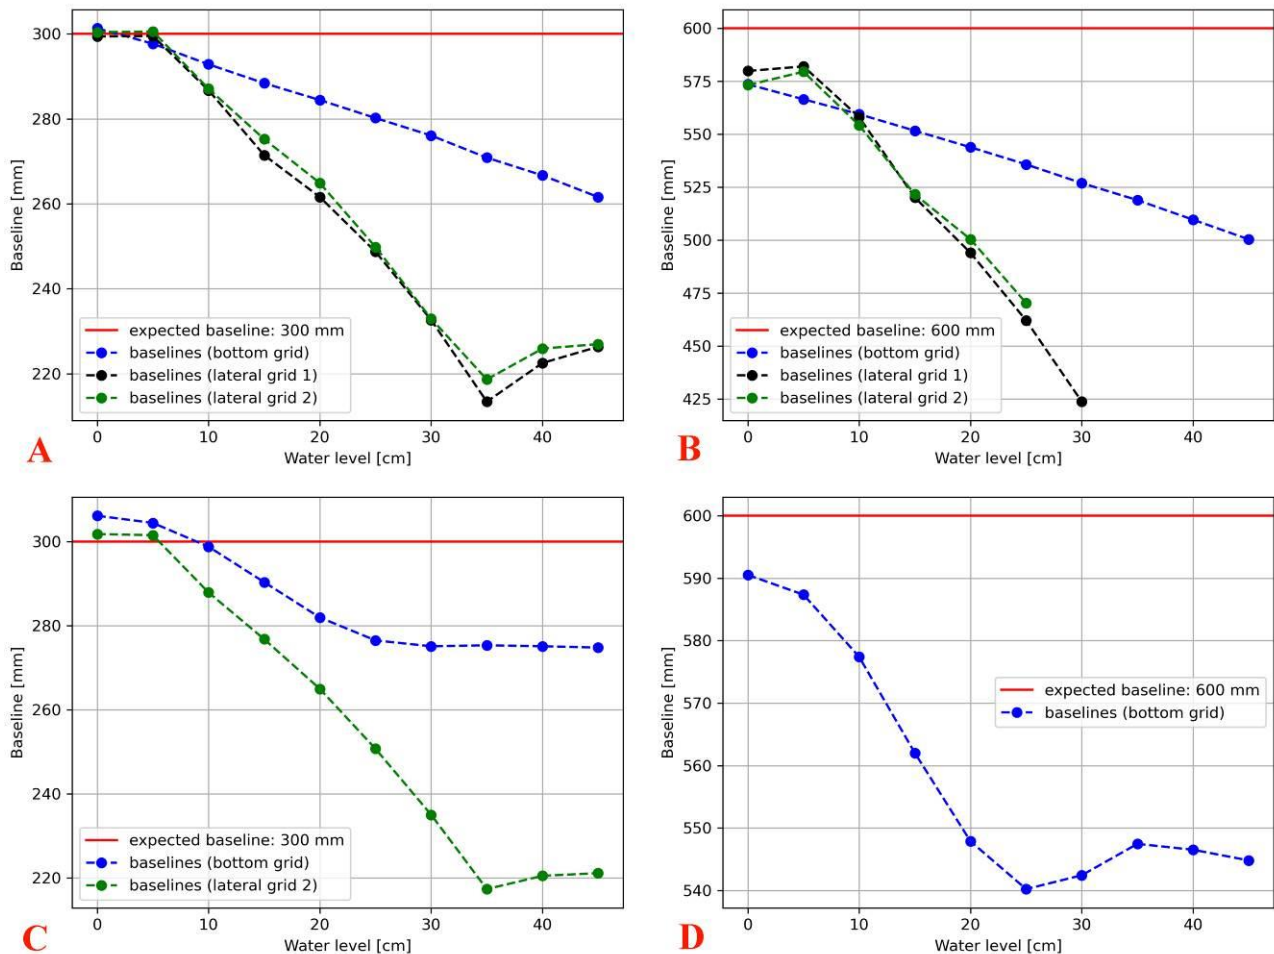 300
280
260
240
220
Baseline [mm]
expected baseline: 300 mm
baselines (bottom grid)
baselines (lateral grid 1)
baselines (lateral grid 2)
0 10 20 30 40
Water level [cm]
A
600
575
550
525
500
475
450
425
Baseline [mm]
expected baseline: 600 mm
baselines (bottom grid)
baselines (lateral grid 1)
baselines (lateral grid 2)
0 10 20 30 40
Water level [cm]
B
300
280
260
240
220
Baseline [mm]
expected baseline: 300 mm
baselines (bottom grid)
baselines (lateral grid 2)
0 10 20 30 40
Water level [cm]
C
600
590
580
570
560
550
540
Baseline [mm]
expected baseline: 600 mm
baselines (bottom grid)
0 10 20 30 40
Water level [cm]
D